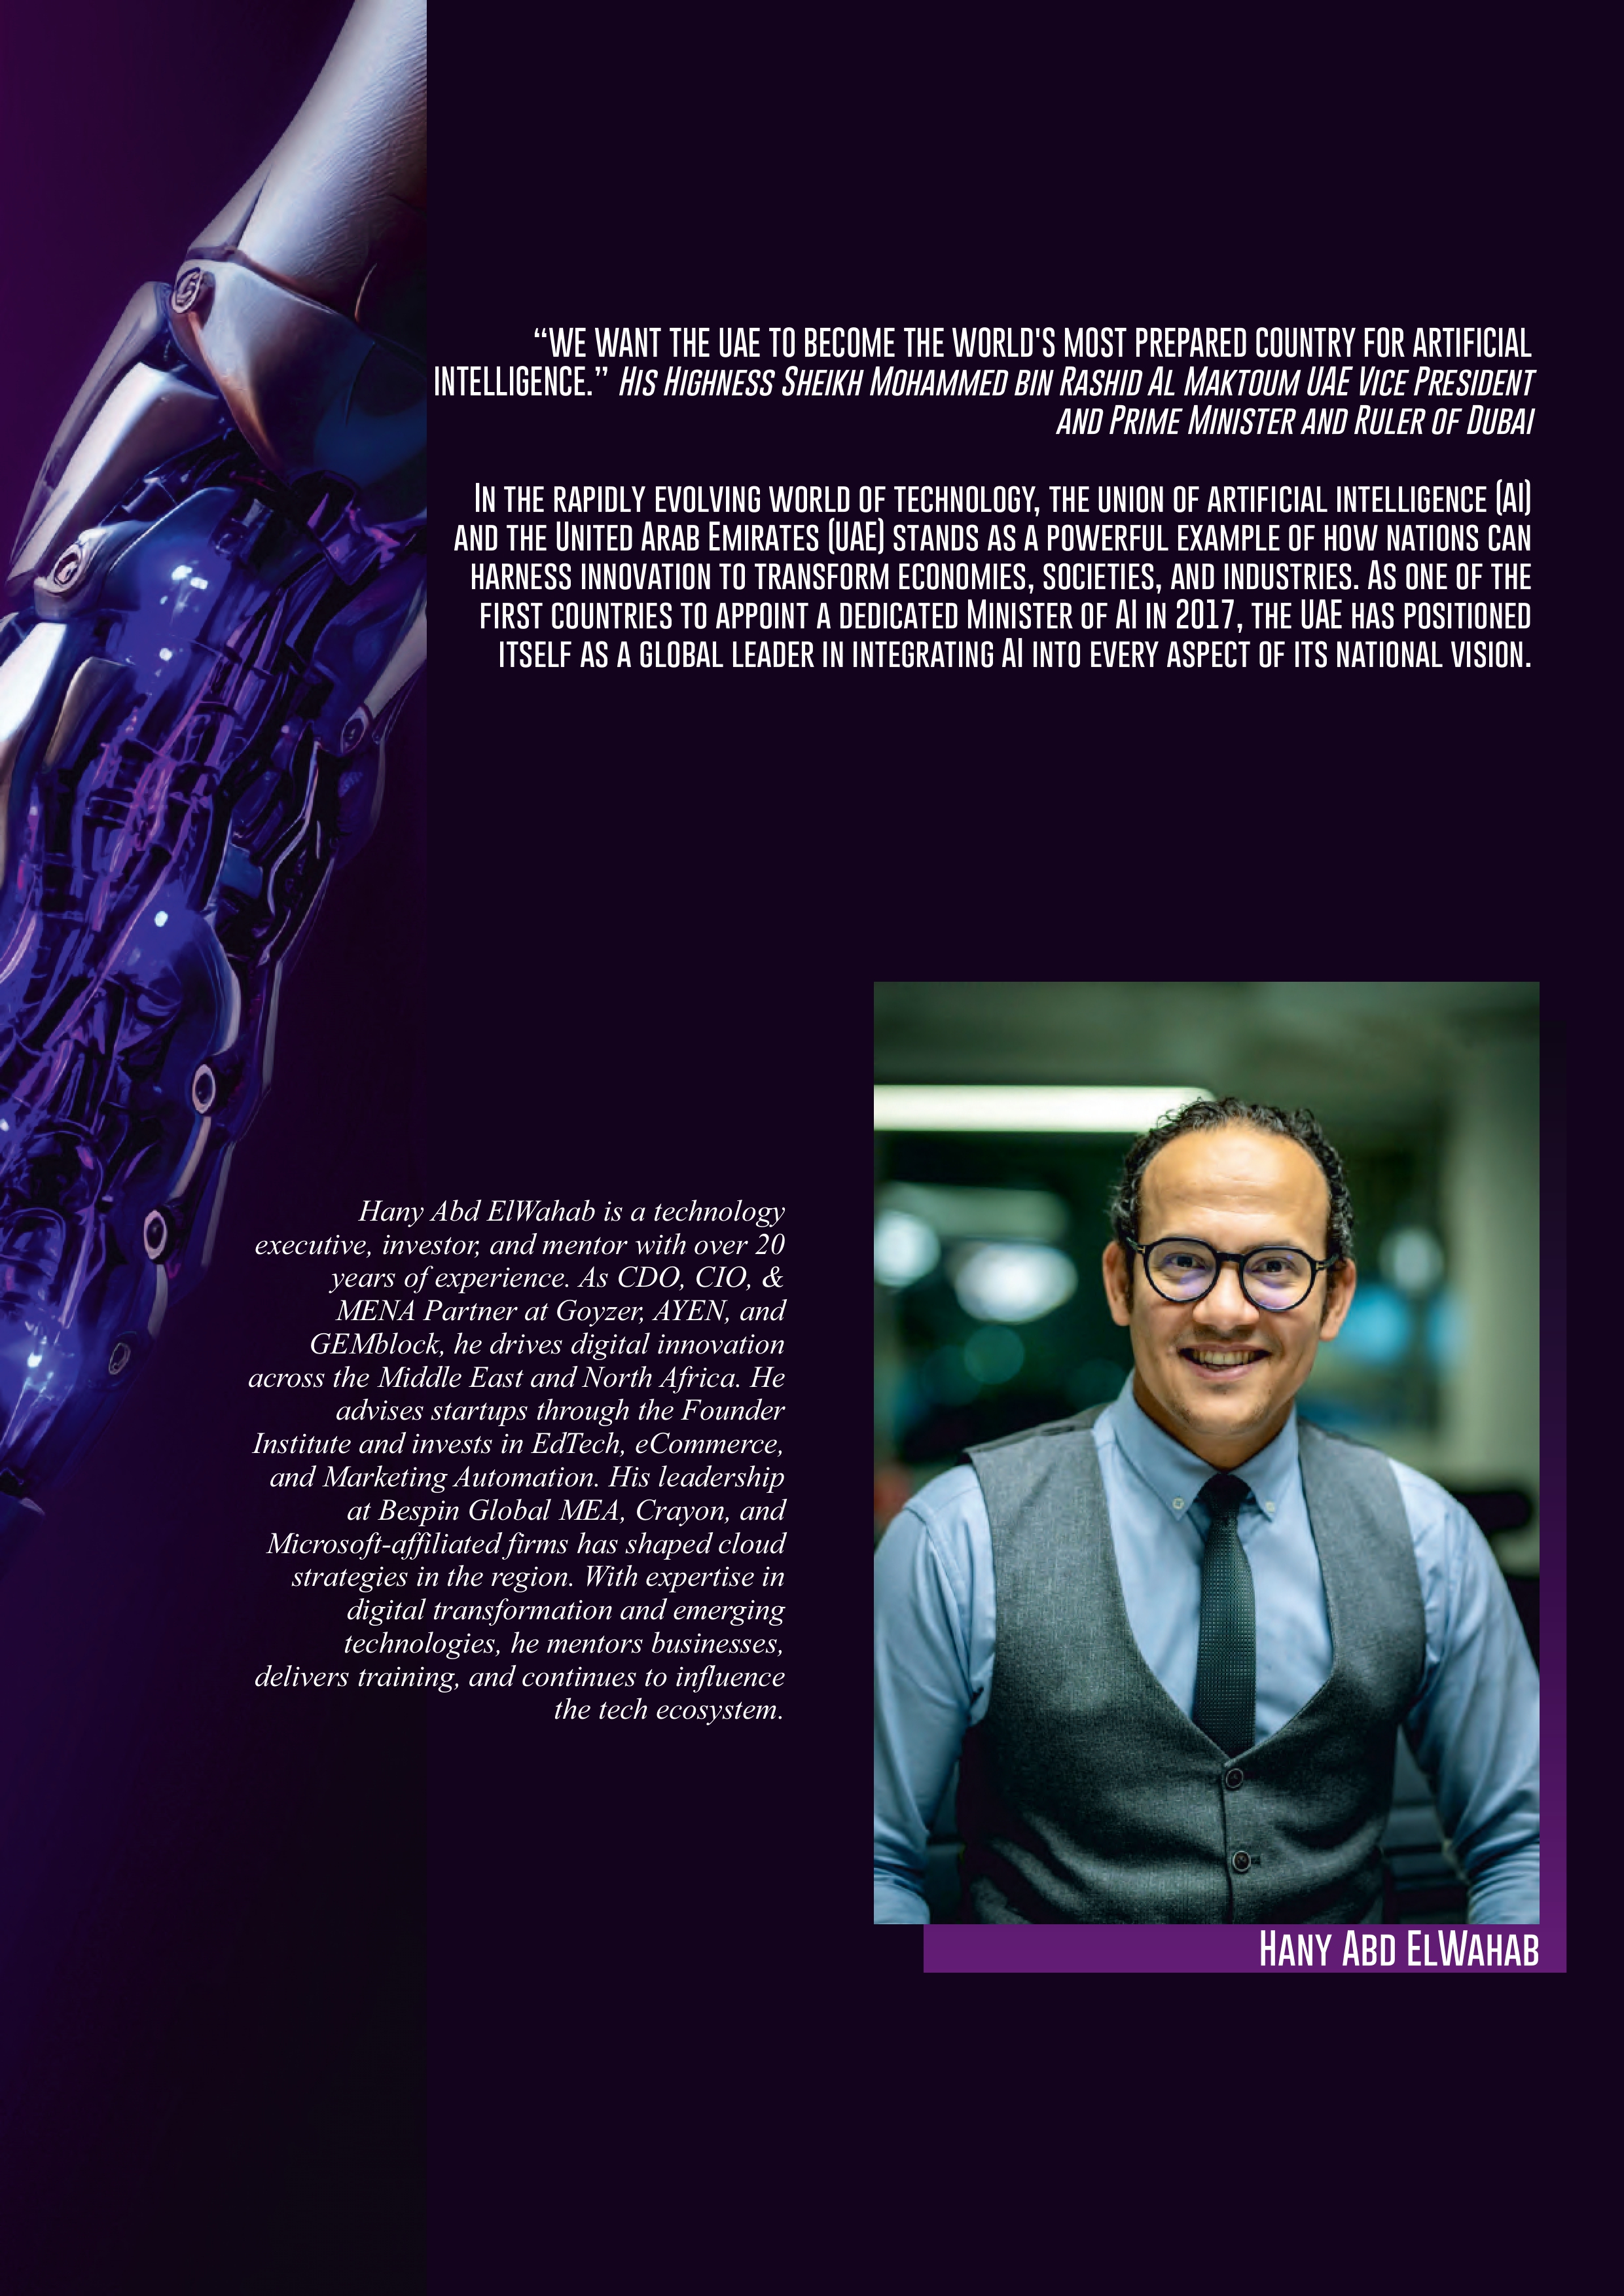 “WE WANT THE UAE TO BECOME THE WORLD'S MOST PREPARED COUNTRY FOR ARTIFICIAL
INTELLIGENCE.” HIS HIGHNESS SHEIKH MOHAMMED BIN RASHID AL MAKTOUM UAE VICE PRESIDENT
AND PRIME MINISTER AND RULER OF DUBAI
IN THE RAPIDLY EVOLVING WORLD OF TECHNOLOGY, THE UNION OF ARTIFICIAL INTELLIGENCE (AI)
AND THE UNITED ARAB EMIRATES (UAE) STANDS AS A POWERFUL EXAMPLE OF HOW NATIONS CAN
HARNESS INNOVATION TO TRANSFORM ECONOMIES, SOCIETIES, AND INDUSTRIES. AS ONE OF THE
FIRST COUNTRIES TO APPOINT A DEDICATED MINISTER OF AI IN 2017, THE UAE HAS POSITIONED
ITSELF AS A GLOBAL LEADER IN INTEGRATING AI INTO EVERY ASPECT OF ITS NATIONAL VISION.
Hany Abd ElWahab is a technology
executive, investor, and mentor with over 20
years of experience. As CDO, CIO, &
MENA Partner at Goyzer, AYEN, and
GEMblock, he drives digital innovation
across the Middle East and North Africa. He
advises startups through the Founder
Institute and invests in EdTech, eCommerce,
and Marketing Automation. His leadership
at Bespin Global MEA, Crayon, and
Microsoft-affiliated firms has shaped cloud
strategies in the region. With expertise in
digital transformation and emerging
technologies, he mentors businesses,
delivers training, and continues to influence
the tech ecosystem.
HANY ABD ELWAHAB